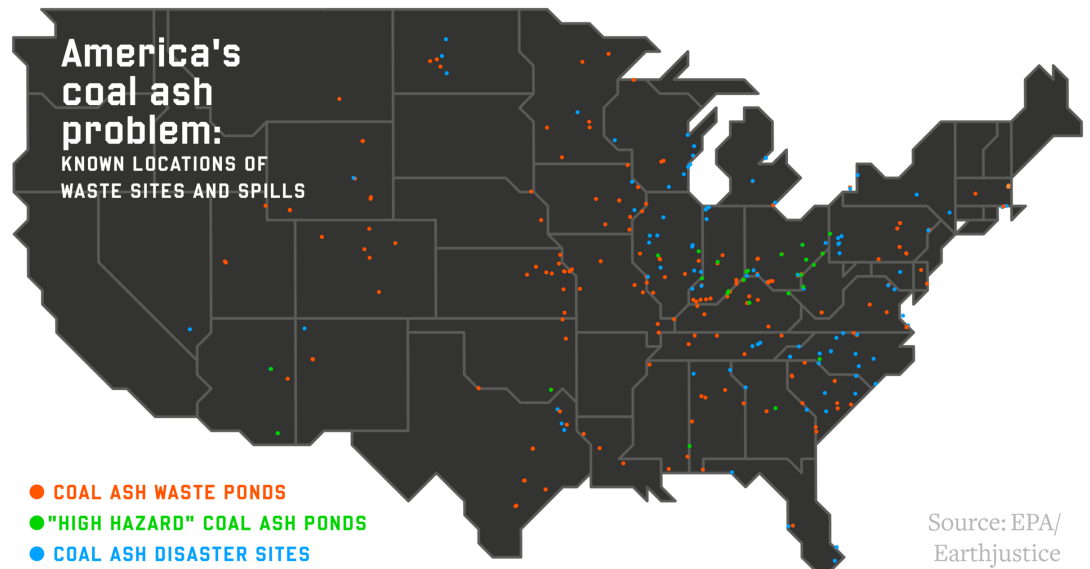 America's
coal ash
problem:
KNOWN LOCATIONS OF
WASTE SITES AND SPILLS
COAL ASH WASTE PONDS
"HIGH HAZARD" COAL ASH PONDS
COAL ASH DISASTER SITES
Source: EPA/
Earthjustice